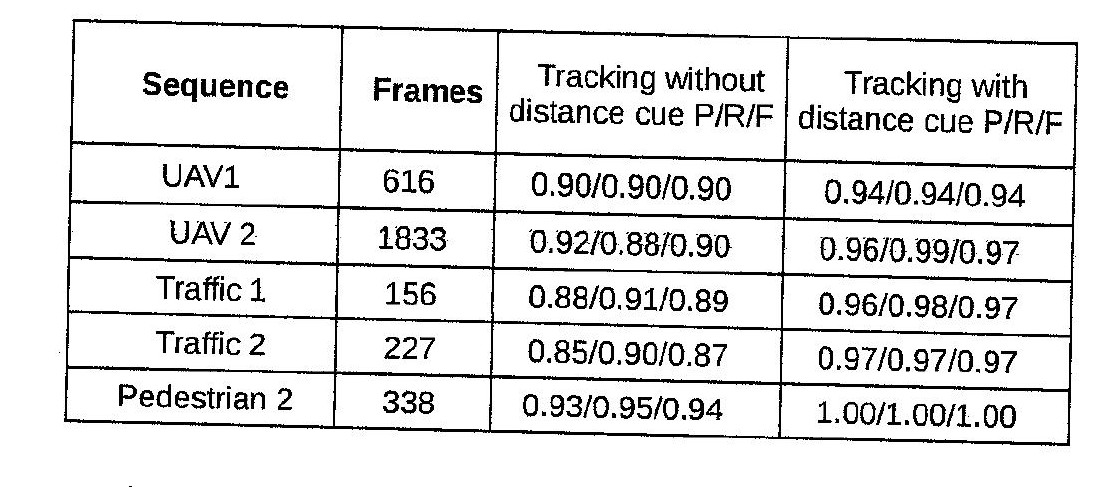 Sequence Frames Tracking without distance cue P/R/F Tracking with distance cue P/R/F
UAV1 616 0.90/0.90/0.90 0.94/0.94/0.94
UAV 2 1833 0.92/0.88/0.90 0.96/0.99/0.97
Traffic 1 156 0.88/0.91/0.89 0.96/0.98/0.97
Traffic 2 227 0.85/0.90/0.87 0.97/0.97/0.97
Pedestrian 2 338 0.93/0.95/0.94 1.00/1.00/1.00